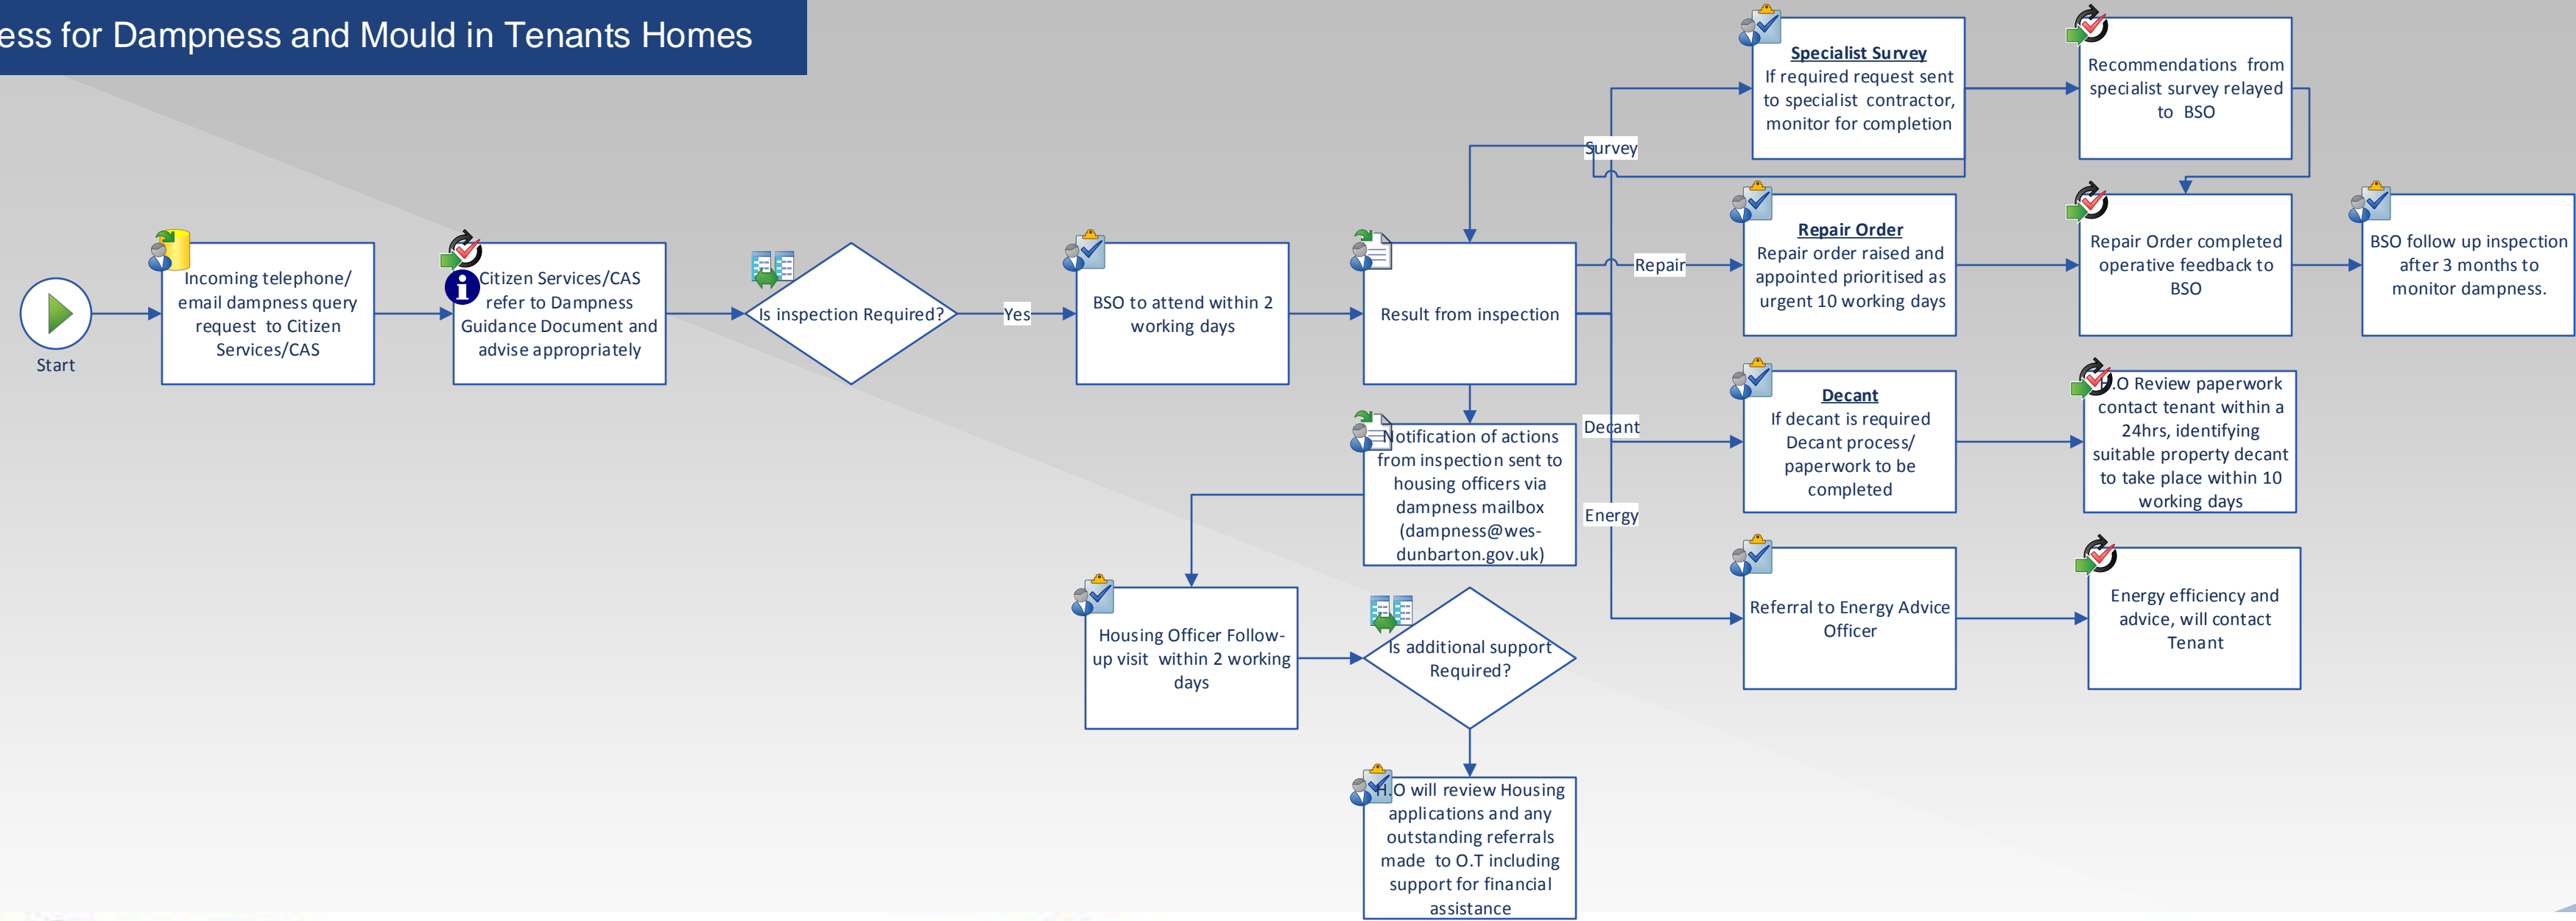 ess for Dampness and Mould in Tenants Homes
Start
Incoming telephone/
email dampness query
request to Citizen
Services/CAS
Citizen Services/CAS
refer to Dampness
Guidance Document and
advise appropriately
Is inspection Required?
Yes
BSO to attend within 2
working days
Result from inspection
Survey
Repair
Decant
Energy
Specialist Survey
If required request sent
to specialist contractor,
monitor for completion
Recommendations from
specialist survey relayed
to BSO
Repair Order
Repair order raised and
appointed prioritised as
urgent 10 working days
Repair Order completed
operative feedback to
BSO
BSO follow up inspection
after 3 months to
monitor dampness.
Decant
If decant is required
Decant process/
paperwork to be
completed
H.O Review paperwork
contact tenant within a
24hrs, identifying
suitable property decant
to take place within 10
working days
Referral to Energy Advice
Officer
Energy efficiency and
advice, will contact
Tenant
Notification of actions
from inspection sent to
housing officers via
dampness mailbox
(dampness@wes-
dunbarton.gov.uk)
Housing Officer Follow-
up visit within 2 working
days
Is additional support
Required?
H.O will review Housing
applications and any
outstanding referrals
made to O.T including
support for financial
assistance